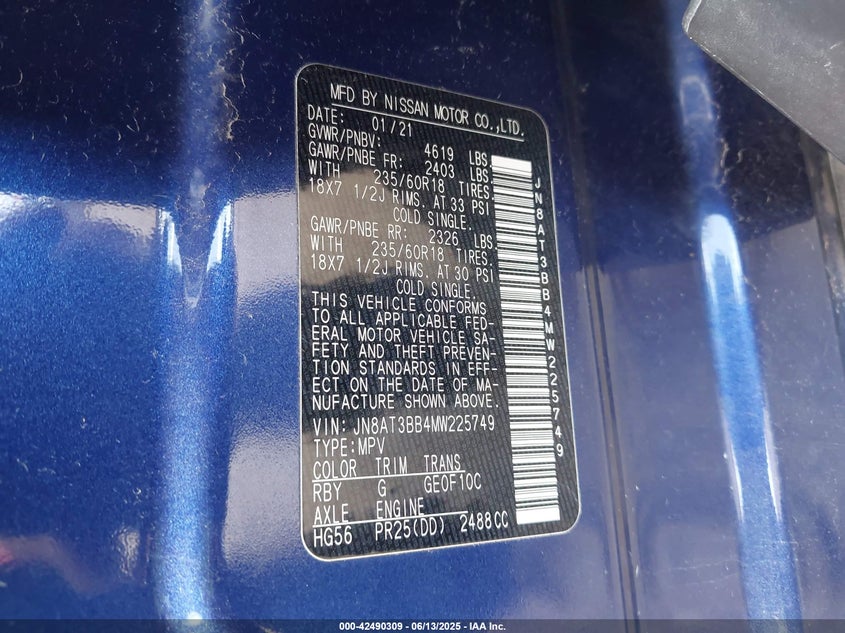 MFD BY NISSAN MOTOR CO.,LTD.
DATE: 01/21
GVWR/PNBV: 4619 LBS
GAWR/PNBE FR: 2403 LBS
WITH 235/60R18 TIRES.
18X7 1/2J RIMS. AT 33 PSI
COLD SINGLE.
GAWR/PNBE RR: 2326 LBS
WITH 235/60R18 TIRES.
18X7 1/2J RIMS. AT 30 PSI
COLD SINGLE.
THIS VEHICLE CONFORMS
TO ALL APPLICABLE FED-
ERAL MOTOR VEHICLE SA-
FETY AND THEFT PREVEN-
TION STANDARDS IN EFF-
ECT ON THE DATE OF MA-
NUFACTURE SHOWN ABOVE.
VIN: JN8AT3BB4MW225749
TYPE:MPV
COLOR TRIM TRANS
RBY G GE0F10C
AXLE ENGINE
HG56 PR25(DD) 2488CC
JN8AT3BB4MW225749
000-42490309 - 06/13/2025 - IAA Inc.